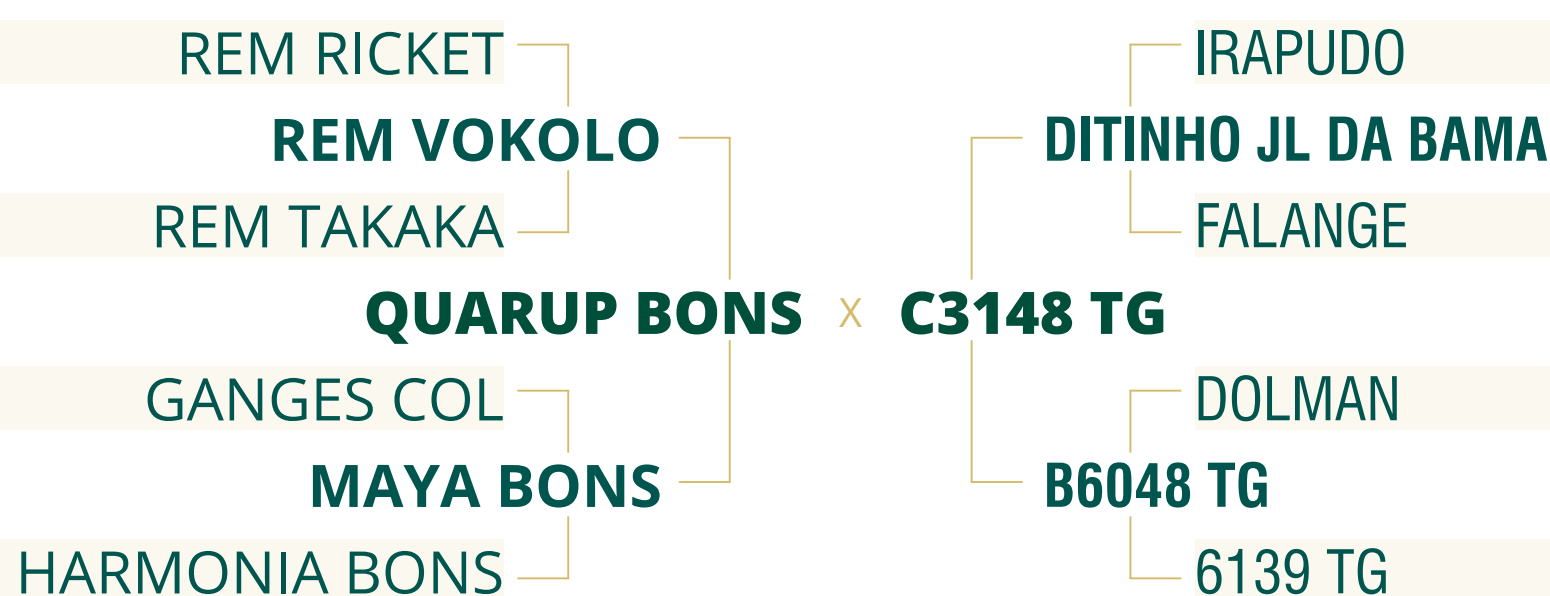 REM RICKET
IRAPUDO
REM VOKOLO
DITINHO JL DA BAMA
REM TAKAKA
FALANGE
QUARUP BONS X C3148 TG
GANGES COL
DOLMAN
MAYA BONS
B6048 TG
HARMONIA BONS
6139 TG